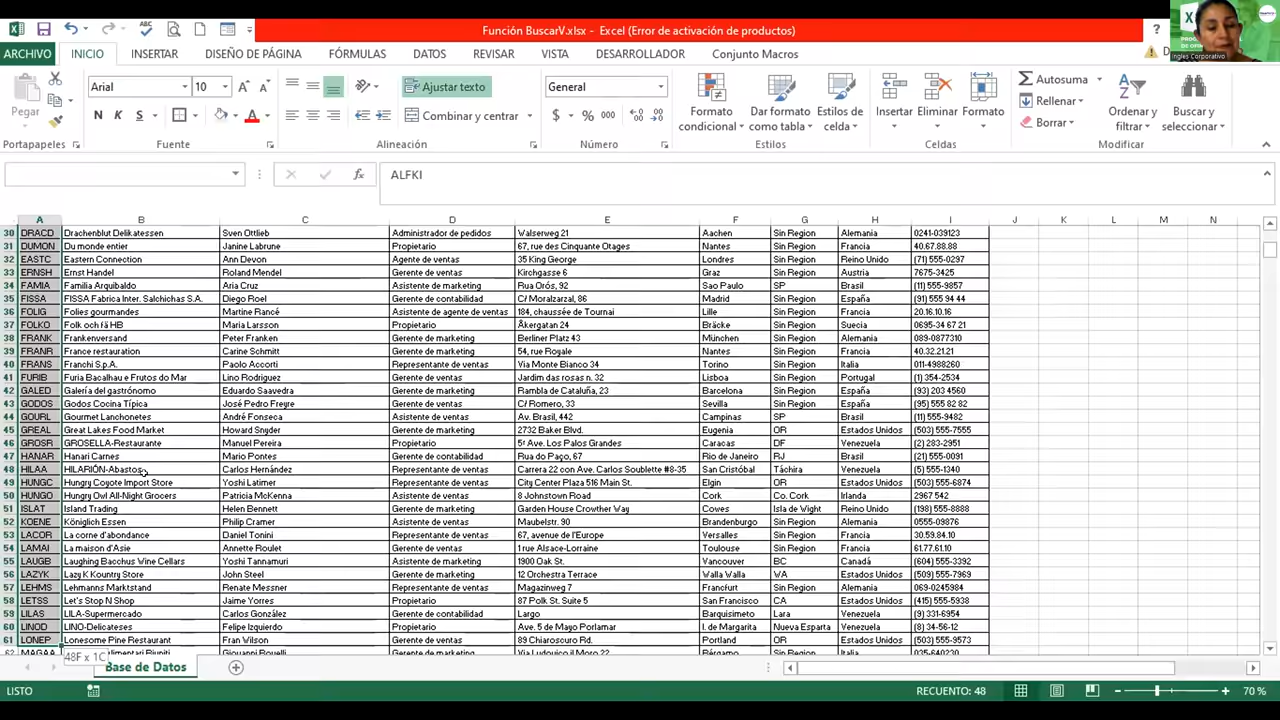 Función BuscarV.xlsx - Excel (Error de activación de productos)
ARCHIVO INICIO INSERTAR DISEÑO DE PÁGINA FÓRMULAS DATOS REVISAR VISTA DESARROLLADOR Conjunto Macros
Ingles Corporativo
Pegar
Arial 10
N K S
Ajustar texto
Combinar y centrar
General
$ % 000
Formato condicional
Dar formato como tabla
Estilos de celda
Insertar Eliminar Formato
Autosuma
Rellenar
Borrar
Ordenar y filtrar
Buscar y seleccionar
Portapapeles Fuente Alineación Número Estilos Celdas Modificar
ALFKI
A B C D E F G H I J K L M N
30 DRACD Drachenblut Delikatessen Sven Ottlieb Administrador de pedidos Walserweg 21 Aachen Sin Region Alemania 0241-039123
31 DUMON Du monde entier Janine Labrune Propietario 67, rue des Cinquante Otages Nantes Sin Region Francia 40.67.88.88
32 EASTC Eastern Connection Ann Devon Agente de ventas 35 King George Londres Sin Region Reino Unido (71) 555-0297
33 ERNSH Ernst Handel Roland Mendel Gerente de ventas Kirchgasse 6 Graz Sin Region Austria 7675-3425
34 FAMIA Familia Arquibaldo Aria Cruz Asistente de marketing Rua Orós, 92 Sao Paulo SP Brasil (11) 555-9857
35 FISSA FISSA Fabrica Inter. Salchichas S.A. Diego Roel Gerente de contabilidad C/ Moralzarzal, 86 Madrid Sin Region España (91) 555 94 44
36 FOLIG Folies gourmandes Martine Rancé Asistente de agente de ventas 184, chaussée de Tournai Lille Sin Region Francia 20.16.10.16
37 FOLKO Folk och fä HB Maria Larsson Propietario Åkergatan 24 Bräcke Sin Region Suecia 0695-34 67 21
38 FRANK Frankenversand Peter Franken Gerente de marketing Berliner Platz 43 München Sin Region Alemania 089-0877310
39 FRANR France restauration Carine Schmitt Gerente de marketing 54, rue Royale Nantes Sin Region Francia 40.32.21.21
40 FRANS Franchi S.p.A. Paolo Accorti Representante de ventas Via Monte Bianco 34 Torino Sin Region Italia 011-4988260
41 FURIB Furia Bacalhau e Frutos do Mar Lino Rodriguez Gerente de ventas Jardim das rosas n. 32 Lisboa Sin Region Portugal (1) 354-2534
42 GALED Galería del gastrónomo Eduardo Saavedra Gerente de marketing Rambla de Cataluña, 23 Barcelona Sin Region España (93) 203 4560
43 GODOS Godos Cocina Típica José Pedro Freyre Gerente de ventas C/ Romero, 33 Sevilla Sin Region España (95) 555 82 82
44 GOURL Gourmet Lanchonetes André Fonseca Asistente de ventas Av. Brasil, 442 Campinas SP Brasil (11) 555-9482
45 GREAL Great Lakes Food Market Howard Snyder Gerente de marketing 2732 Baker Blvd. Eugenia OR Estados Unidos (503) 555-7555
46 GROSR GROSELLA-Restaurante Manuel Pereira Propietario 5ª Ave. Los Palos Grandes Caracas DF Venezuela (2) 283-2951
47 HANAR Hanari Carnes Mario Pontes Gerente de contabilidad Rua do Paço, 67 Rio de Janeiro RJ Brasil (21) 555-0091
48 HILAA HILARIÓN-Abastos Carlos Hernández Representante de ventas Carrera 22 con Ave. Carlos Soublette #8-35 San Cristóbal Táchira Venezuela (5) 555-1340
49 HUNGC Hungry Coyote Import Store Yoshi Latimer Representante de ventas City Center Plaza 516 Main St. Elgin OR Estados Unidos (503) 555-6874
50 HUNGO Hungry Owl All-Night Grocers Patricia McKenna Asistente de ventas 8 Johnstown Road Cork Co. Cork Irlanda 2967 542
51 ISLAT Island Trading Helen Bennett Gerente de marketing Garden House Crowther Way Cowes Isla de Wight Reino Unido (198) 555-8888
52 KOENE Königlich Essen Philip Cramer Asistente de ventas Maubelstr. 90 Brandenburgo Sin Region Alemania 0555-09876
53 LACOR La corne d'abondance Daniel Tonini Representante de ventas 67, avenue de l'Europe Versalles Sin Region Francia 30.59.84.10
54 LAMAI La maison d'Asie Annette Roulet Gerente de ventas 1 rue Alsace-Lorraine Toulouse Sin Region Francia 61.77.61.10
55 LAUGB Laughing Bacchus Wine Cellars Yoshi Tannamuri Asistente de marketing 1900 Oak St. Vancouver BC Canadá (604) 555-3392
56 LAZYK Lazy K Kountry Store John Steel Gerente de marketing 12 Orchestra Terrace Walla Walla WA Estados Unidos (509) 555-7969
57 LEHMS Lehmanns Marktstand Renate Messner Representante de ventas Magazinweg 7 Francfurt Sin Region Alemania 069-0245984
58 LETSS Let's Stop N Shop Jaime Yorres Propietario 87 Polk St. Suite 5 San Francisco CA Estados Unidos (415) 555-5938
59 LILAS LILA-Supermercado Carlos González Gerente de contabilidad Largo Barquisimeto Lara Venezuela (9) 331-6954
60 LINOD LINO-Delicateses Felipe Izquierdo Propietario Ave. 5 de Mayo Porlamar I. de Margarita Nueva Esparta Venezuela (8) 34-56-12
61 LONEP Lonesome Pine Restaurant Fran Wilson Gerente de ventas 89 Chiaroscuro Rd. Portland OR Estados Unidos (503) 555-9573
48F x 1C
Base de Datos
LISTO RECUENTO: 48 70 %